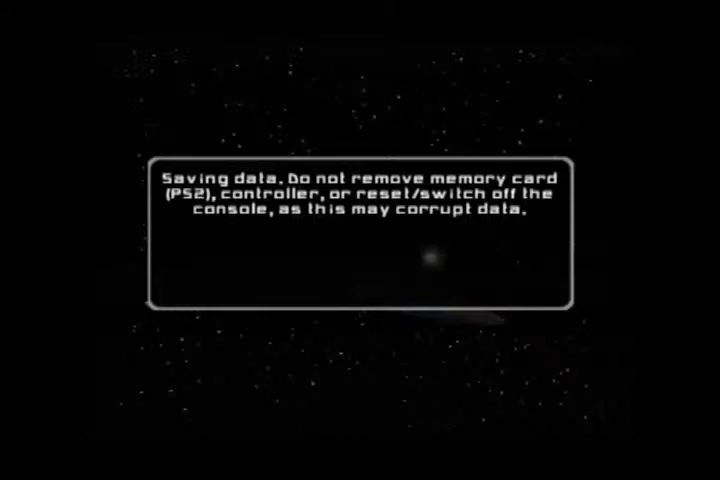 Saving data. Do not remove memory card
(PS2), controller, or reset/switch off the
console, as this may corrupt data.